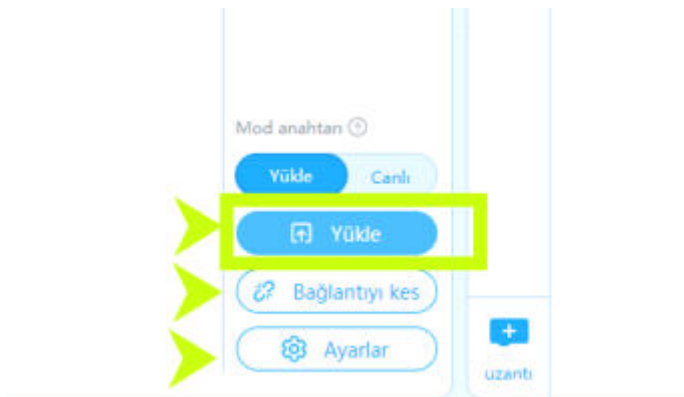 Mod anahtarı
Yükle Canlı
Yükle
Bağlantıyı kes
Ayarlar
uzantı